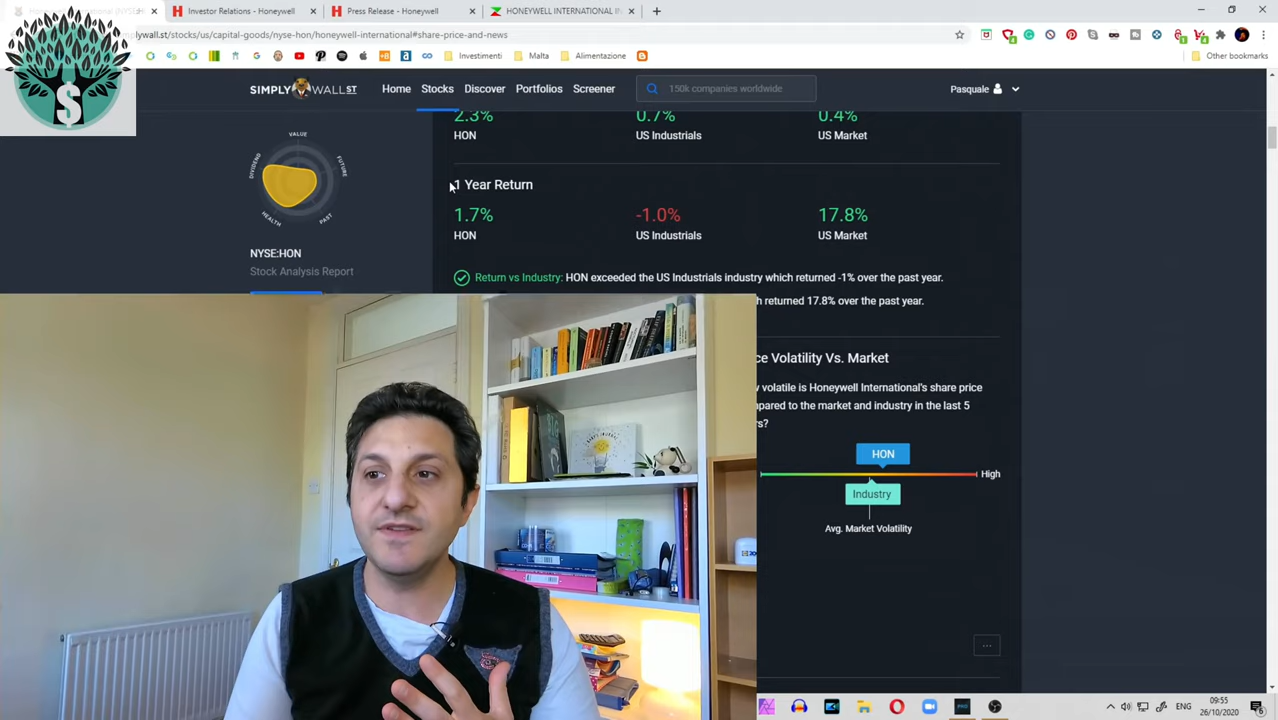 Investor Relations - Honeywell
Press Release - Honeywell
HONEYWELL INTERNATIONAL IN
mplywall.st/stocks/us/capital-goods/nyse-hon/honeywell-international#share-price-and-news
Investimenti
Malta
Alimentazione
Other bookmarks
SIMPLY WALL ST
Home
Stocks
Discover
Portfolios
Screener
150k companies worldwide
Pasquale
$
2.3%
0.7%
0.4%
HON
US Industrials
US Market
VALUE
FUTURE
PAST
HEALTH
DIVIDEND
1 Year Return
1.7%
-1.0%
17.8%
HON
US Industrials
US Market
NYSE:HON
Stock Analysis Report
Return vs Industry: HON exceeded the US Industrials industry which returned -1% over the past year.
h returned 17.8% over the past year.
ce Volatility Vs. Market
w volatile is Honeywell International's share price
pared to the market and industry in the last 5
rs?
HON
High
Industry
Avg. Market Volatility
ENG
09:55
26/10/2020